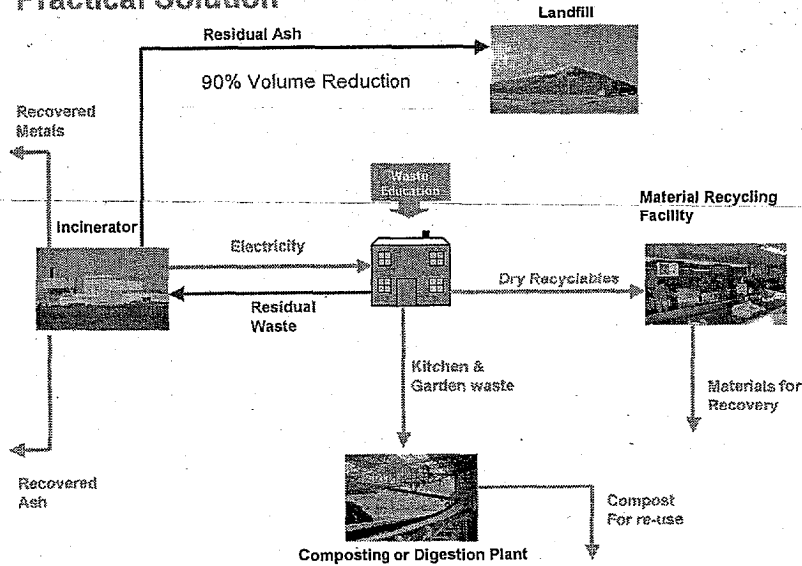 Practical Solution
Landfill
Residual Ash
90% Volume Reduction
Recovered
Metals
Waste
Education
Material Recycling
Facility
Incinerator
Electricity
Dry Recyclables
Residual
Waste
Kitchen &
Garden waste
Materials for
Recovery
Recovered
Ash
Compost
For re-use
Composting or Digestion Plant